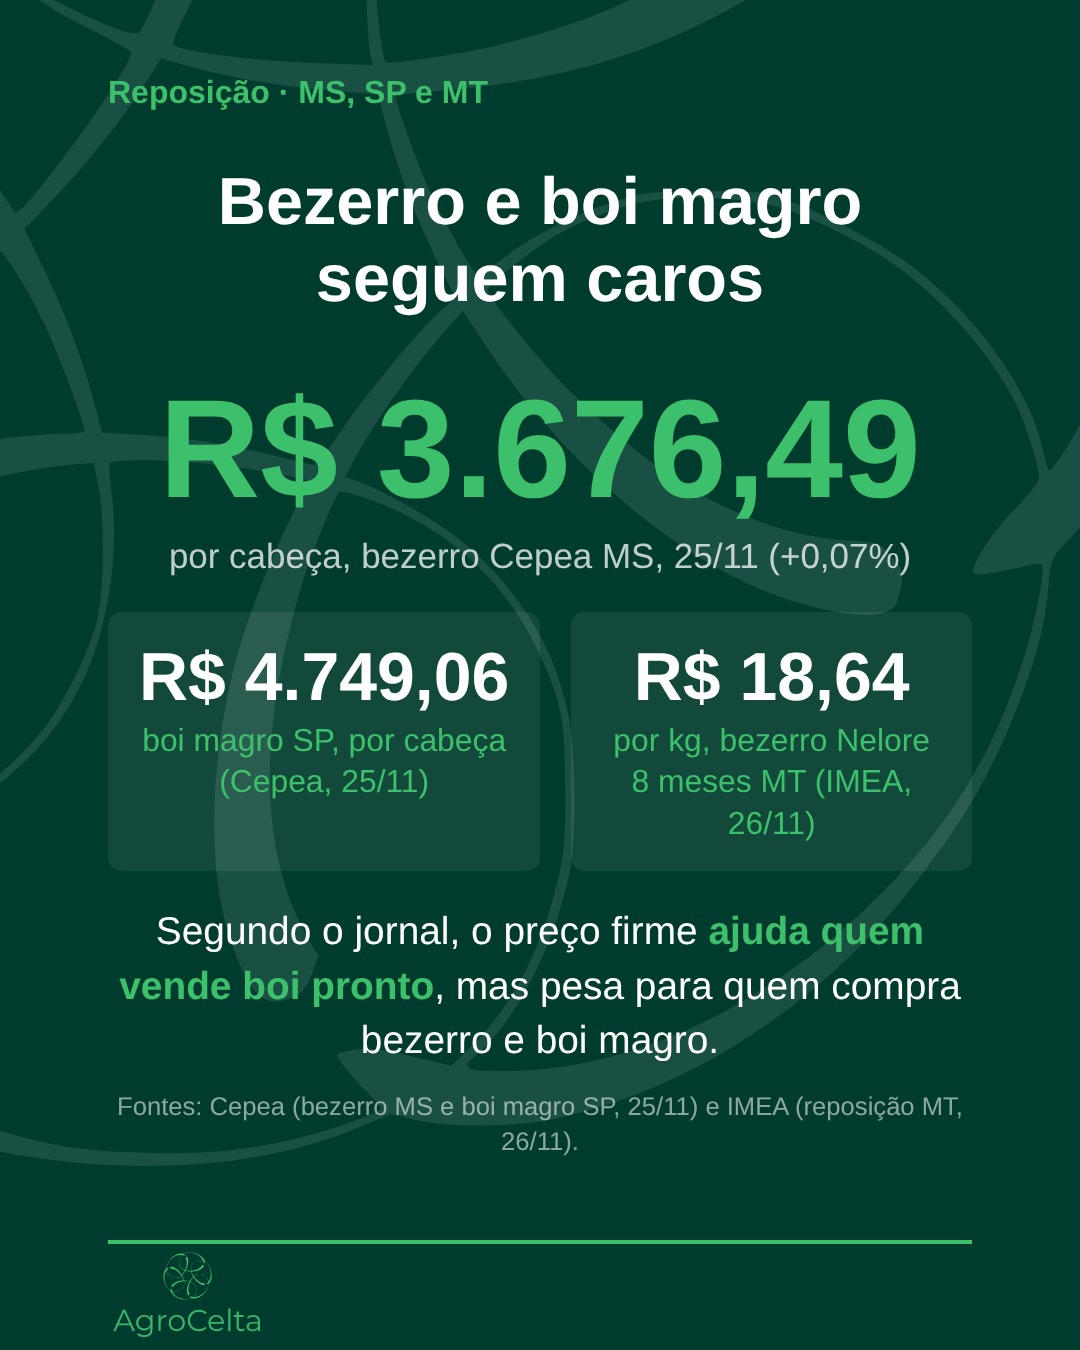 Reposição · MS, SP e MT
Bezerro e boi magro
seguem caros
R$ 3.676,49
por cabeça, bezerro Cepea MS, 25/11 (+0,07%)
R$ 4.749,06
boi magro SP, por cabeça
(Cepea, 25/11)
R$ 18,64
por kg, bezerro Nelore
8 meses MT (IMEA,
26/11)
Segundo o jornal, o preço firme ajuda quem
vende boi pronto, mas pesa para quem compra
bezerro e boi magro.
Fontes: Cepea (bezerro MS e boi magro SP, 25/11) e IMEA (reposição MT,
26/11).
AgroCelta